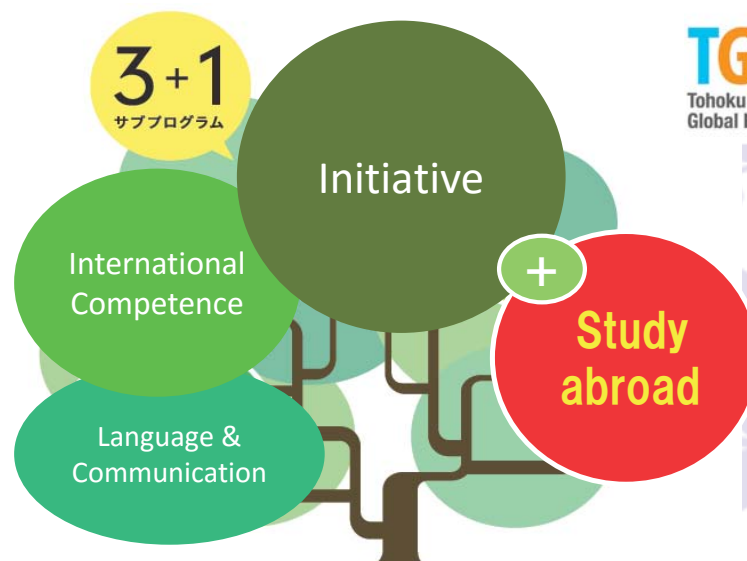 3+1
サブプログラム
Initiative
TG
Tohoku
Global
International
Competence
+
Study
abroad
Language &
Communication